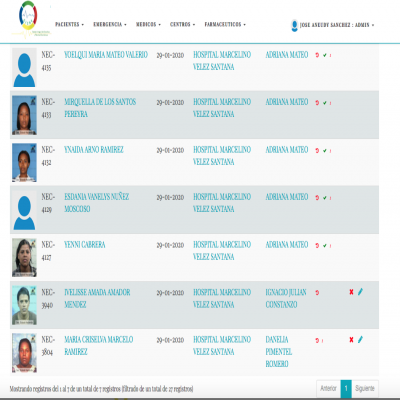 PACIENTES EMERGENCIA MEDICOS CENTROS FARMACEUTICOS JOSE ANEUDY SANCHEZ : ADMIN
NEC-4135 YOELQUI MARIA MATEO VALERIO 29-01-2020 HOSPITAL MARCELINO VELEZ SANTANA ADRIANA MATEO
NEC-4133 MIRQUELLA DE LOS SANTOS PEREYRA 29-01-2020 HOSPITAL MARCELINO VELEZ SANTANA ADRIANA MATEO
NEC-4132 YNAIDA ARNO RAMIREZ 29-01-2020 HOSPITAL MARCELINO VELEZ SANTANA ADRIANA MATEO
NEC-4129 ESDANIA VANELYS NUÑEZ MOSCOSO 29-01-2020 HOSPITAL MARCELINO VELEZ SANTANA ADRIANA MATEO
NEC-4127 YENNI CABRERA 29-01-2020 HOSPITAL MARCELINO VELEZ SANTANA ADRIANA MATEO
NEC-3940 IVELISSE AMADA AMADOR MENDEZ 29-01-2020 HOSPITAL MARCELINO VELEZ SANTANA IGNACIO JULIAN CONSTANZO
NEC-3804 MARIA CRISELVA MARCELO RAMIREZ 29-01-2020 HOSPITAL MARCELINO VELEZ SANTANA DANELIA PIMENTEL ROMERO
Mostrando registros del 1 al 7 de un total de 7 registros (filtrado de un total de 27 registros)
Anterior 1 Siguiente